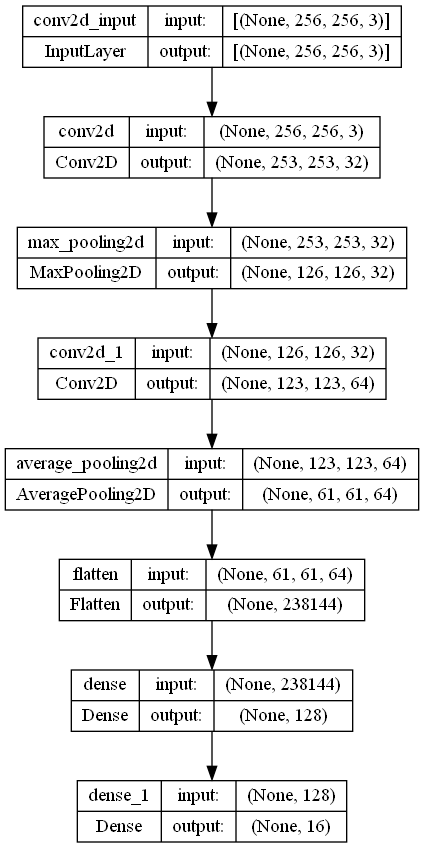 conv2d_input input: [(None, 256, 256, 3)]
InputLayer output: [(None, 256, 256, 3)]
conv2d input: (None, 256, 256, 3)
Conv2D output: (None, 253, 253, 32)
max_pooling2d input: (None, 253, 253, 32)
MaxPooling2D output: (None, 126, 126, 32)
conv2d_1 input: (None, 126, 126, 32)
Conv2D output: (None, 123, 123, 64)
average_pooling2d input: (None, 123, 123, 64)
AveragePooling2D output: (None, 61, 61, 64)
flatten input: (None, 61, 61, 64)
Flatten output: (None, 238144)
dense input: (None, 238144)
Dense output: (None, 128)
dense_1 input: (None, 128)
Dense output: (None, 16)